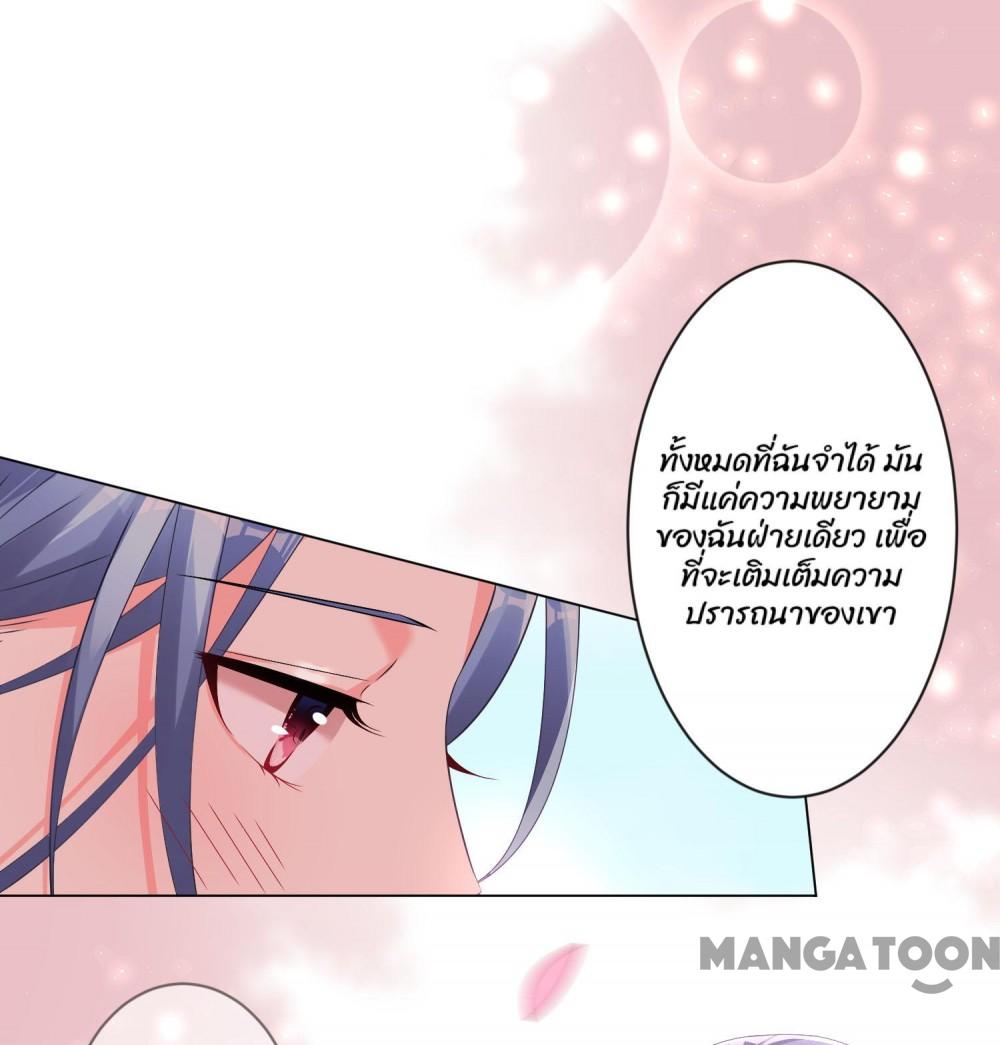 ทั้งหมดที่ฉันจำได้ มัน
ก็มีแค่ความพยายาม
ของฉันฝ่ายเดียว เพื่อ
ที่จะเติมเต็มความ
ปรารถนาของเขา
MANGATOON